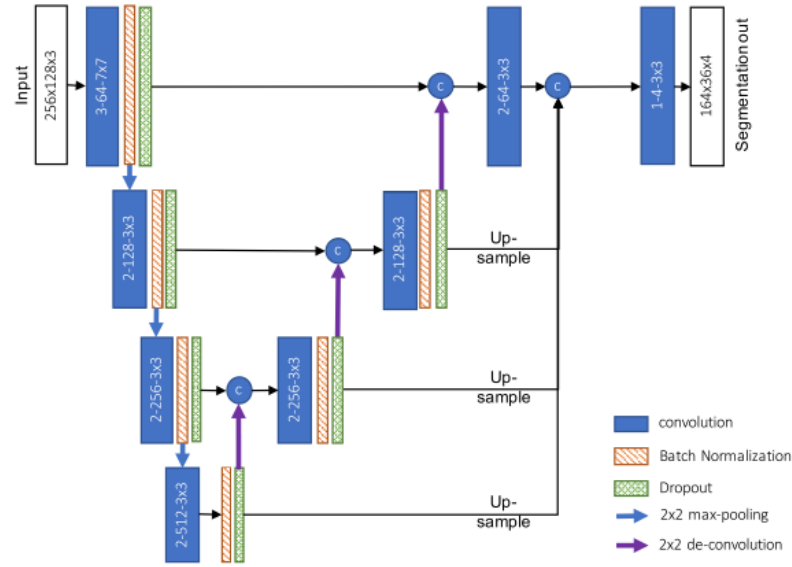 Input
256x128x3
3-64-7x7
C
2-64-3x3
C
1-4-3x3
164x36x4
Segmentation out
2-128-3x3
C
2-128-3x3
Up-
sample
2-256-3x3
C
2-256-3x3
Up-
sample
2-512-3x3
Up-
sample
convolution
Batch Normalization
Dropout
2x2 max-pooling
2x2 de-convolution